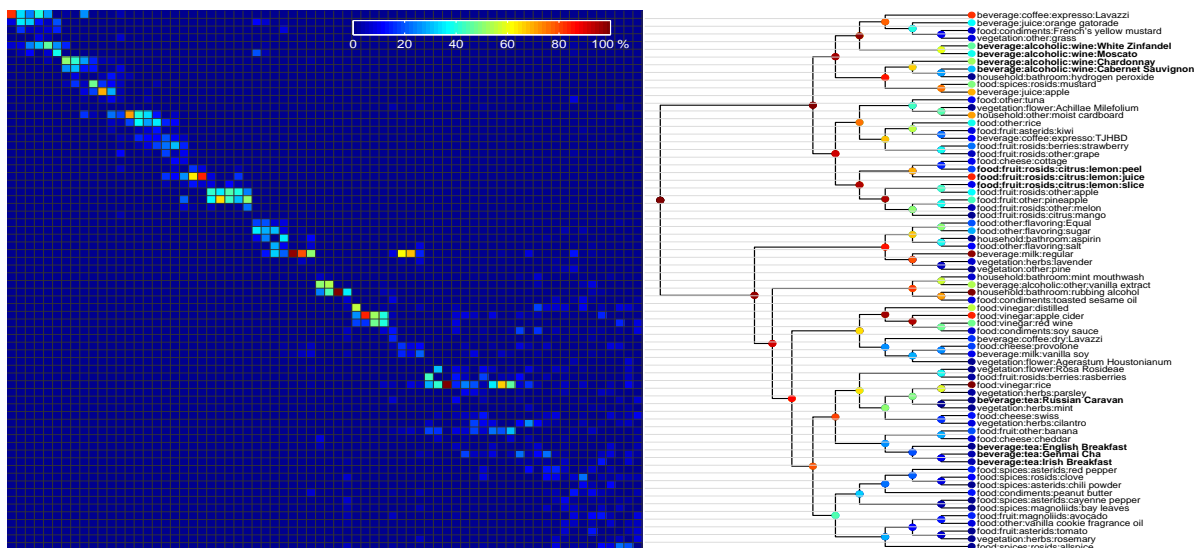 0 20 40 60 80 100 %
beverage:coffee:expresso:Lavazzi
beverage:juice:orange gatorade
food:condiments:French's yellow mustard
vegetation:other:grass
beverage:alcoholic:wine:White Zinfandel
beverage:alcoholic:wine:Moscato
beverage:alcoholic:wine:Chardonnay
beverage:alcoholic:wine:Cabernet Sauvignon
household:bathroom:hydrogen peroxide
food:spices:rosids:mustard
beverage:juice:apple
food:other:tuna
vegetation:flower:Achillae Milefolium
household:other:moist cardboard
food:other:rice
food:fruit:asterids:kiwi
beverage:coffee:expresso:TJHBD
food:fruit:rosids:berries:strawberry
food:fruit:rosids:other:grape
food:cheese:cottage
food:fruit:rosids:citrus:lemon:peel
food:fruit:rosids:citrus:lemon:juice
food:fruit:rosids:citrus:lemon:slice
food:fruit:rosids:other:apple
food:fruit:other:pineapple
food:fruit:rosids:other:melon
food:fruit:rosids:citrus:mango
food:other:flavoring:Equal
food:other:flavoring:sugar
household:bathroom:aspirin
food:other:flavoring:salt
beverage:milk:regular
vegetation:herbs:lavender
vegetation:other:pine
household:bathroom:mint mouthwash
beverage:alcoholic:other:vanilla extract
household:bathroom:rubbing alcohol
food:condiments:toasted sesame oil
food:vinegar:distilled
food:vinegar:apple cider
food:vinegar:red wine
food:condiments:soy sauce
beverage:coffee:dry:Lavazzi
food:cheese:provolone
beverage:milk:vanilla soy
vegetation:flower:Agerastum Houstonianum
vegetation:flower:Rosa Rosideae
food:fruit:rosids:berries:rasberries
food:vinegar:rice
vegetation:herbs:parsley
beverage:tea:Russian Caravan
vegetation:herbs:mint
food:cheese:swiss
vegetation:herbs:cilantro
food:fruit:other:banana
food:cheese:cheddar
beverage:tea:English Breakfast
beverage:tea:Genmai Cha
beverage:tea:Irish Breakfast
food:spices:asterids:red pepper
food:spices:rosids:clove
food:spices:asterids:chili powder
food:condiments:peanut butter
food:spices:asterids:cayenne pepper
food:spices:magnoliids:bay leaves
food:fruit:magnoliids:avocado
food:other:vanilla cookie fragrance oil
food:fruit:asterids:tomato
vegetation:herbs:rosemary
food:spices:rosids:allspice